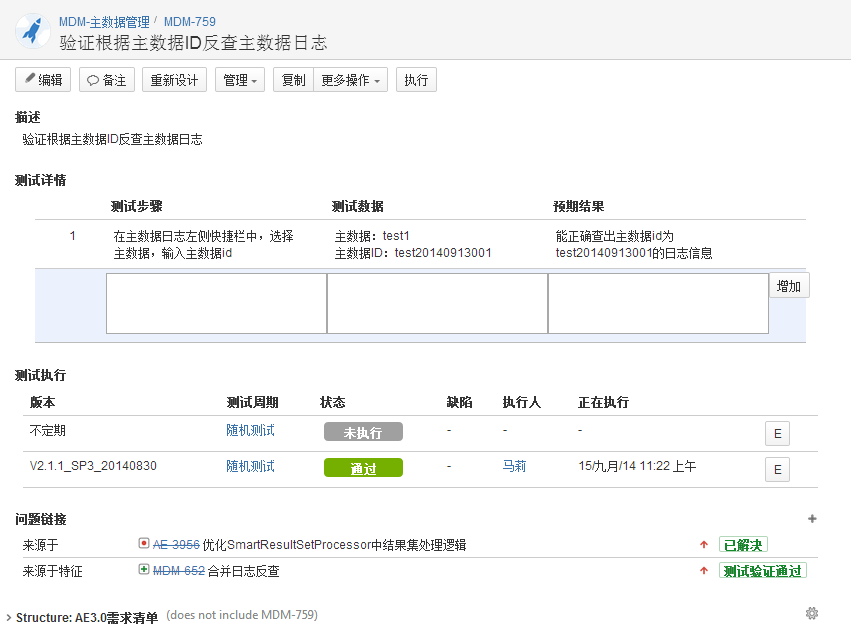 MDM-主数据管理 / MDM-759
验证根据主数据ID反查主数据日志
编辑 备注 重新设计 管理 复制 更多操作 执行
描述
验证根据主数据ID反查主数据日志
测试详情
测试步骤 测试数据 预期结果
1 在主数据日志左侧快捷栏中，选择 主数据：test1 能正确查出主数据id为
主数据，输入主数据id 主数据ID：test20140913001 test20140913001的日志信息
增加
测试执行
版本 测试周期 状态 缺陷 执行人 正在执行
不定期 随机测试 未执行 - - - E
V2.1.1_SP3_20140830 随机测试 通过 - 马莉 15/九月/14 11:22 上午 E
问题链接 +
来源于 AE-3956 优化SmartResultSetProcessor中结果集处理逻辑 已解决
来源于特征 MDM-652 合并日志反查 测试验证通过
Structure: AE3.0需求清单 (does not include MDM-759)